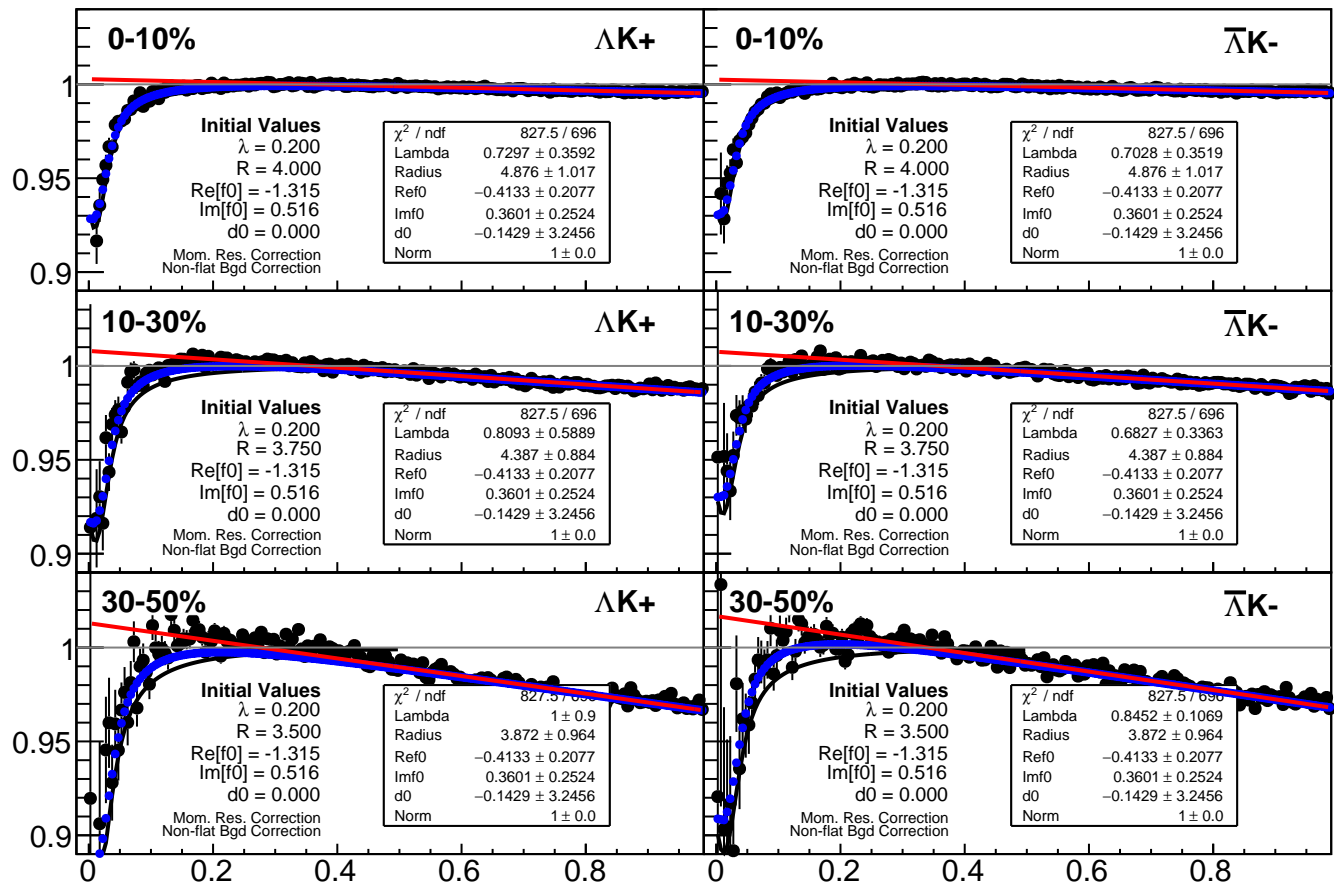 0-10%
ΛK+
1
0.95
0.9
Initial Values
λ = 0.200
R = 4.000
Re[f0] = -1.315
Im[f0] = 0.516
d0 = 0.000
Mom. Res. Correction
Non-flat Bgd Correction
χ² / ndf 827.5 / 696
Lambda 0.7297 ± 0.3592
Radius 4.876 ± 1.017
Ref0 −0.4133 ± 0.2077
Imf0 0.3601 ± 0.2524
d0 −0.1429 ± 3.2456
Norm 1 ± 0.0
0-10%
Λ̅K-
Initial Values
λ = 0.200
R = 4.000
Re[f0] = -1.315
Im[f0] = 0.516
d0 = 0.000
Mom. Res. Correction
Non-flat Bgd Correction
χ² / ndf 827.5 / 696
Lambda 0.7028 ± 0.3519
Radius 4.876 ± 1.017
Ref0 −0.4133 ± 0.2077
Imf0 0.3601 ± 0.2524
d0 −0.1429 ± 3.2456
Norm 1 ± 0.0
10-30%
ΛK+
1
0.95
0.9
Initial Values
λ = 0.200
R = 3.750
Re[f0] = -1.315
Im[f0] = 0.516
d0 = 0.000
Mom. Res. Correction
Non-flat Bgd Correction
χ² / ndf 827.5 / 696
Lambda 0.8093 ± 0.5889
Radius 4.387 ± 0.884
Ref0 −0.4133 ± 0.2077
Imf0 0.3601 ± 0.2524
d0 −0.1429 ± 3.2456
Norm 1 ± 0.0
10-30%
Λ̅K-
Initial Values
λ = 0.200
R = 3.750
Re[f0] = -1.315
Im[f0] = 0.516
d0 = 0.000
Mom. Res. Correction
Non-flat Bgd Correction
χ² / ndf 827.5 / 696
Lambda 0.6827 ± 0.3363
Radius 4.387 ± 0.884
Ref0 −0.4133 ± 0.2077
Imf0 0.3601 ± 0.2524
d0 −0.1429 ± 3.2456
Norm 1 ± 0.0
30-50%
ΛK+
1
0.95
0.9
Initial Values
λ = 0.200
R = 3.500
Re[f0] = -1.315
Im[f0] = 0.516
d0 = 0.000
Mom. Res. Correction
Non-flat Bgd Correction
χ² / ndf 827.5 / 696
Lambda 1 ± 0.9
Radius 3.872 ± 0.964
Ref0 −0.4133 ± 0.2077
Imf0 0.3601 ± 0.2524
d0 −0.1429 ± 3.2456
Norm 1 ± 0.0
30-50%
Λ̅K-
Initial Values
λ = 0.200
R = 3.500
Re[f0] = -1.315
Im[f0] = 0.516
d0 = 0.000
Mom. Res. Correction
Non-flat Bgd Correction
χ² / ndf 827.5 / 696
Lambda 0.8452 ± 0.1069
Radius 3.872 ± 0.964
Ref0 −0.4133 ± 0.2077
Imf0 0.3601 ± 0.2524
d0 −0.1429 ± 3.2456
Norm 1 ± 0.0
0 0.2 0.4 0.6 0.8 0 0.2 0.4 0.6 0.8